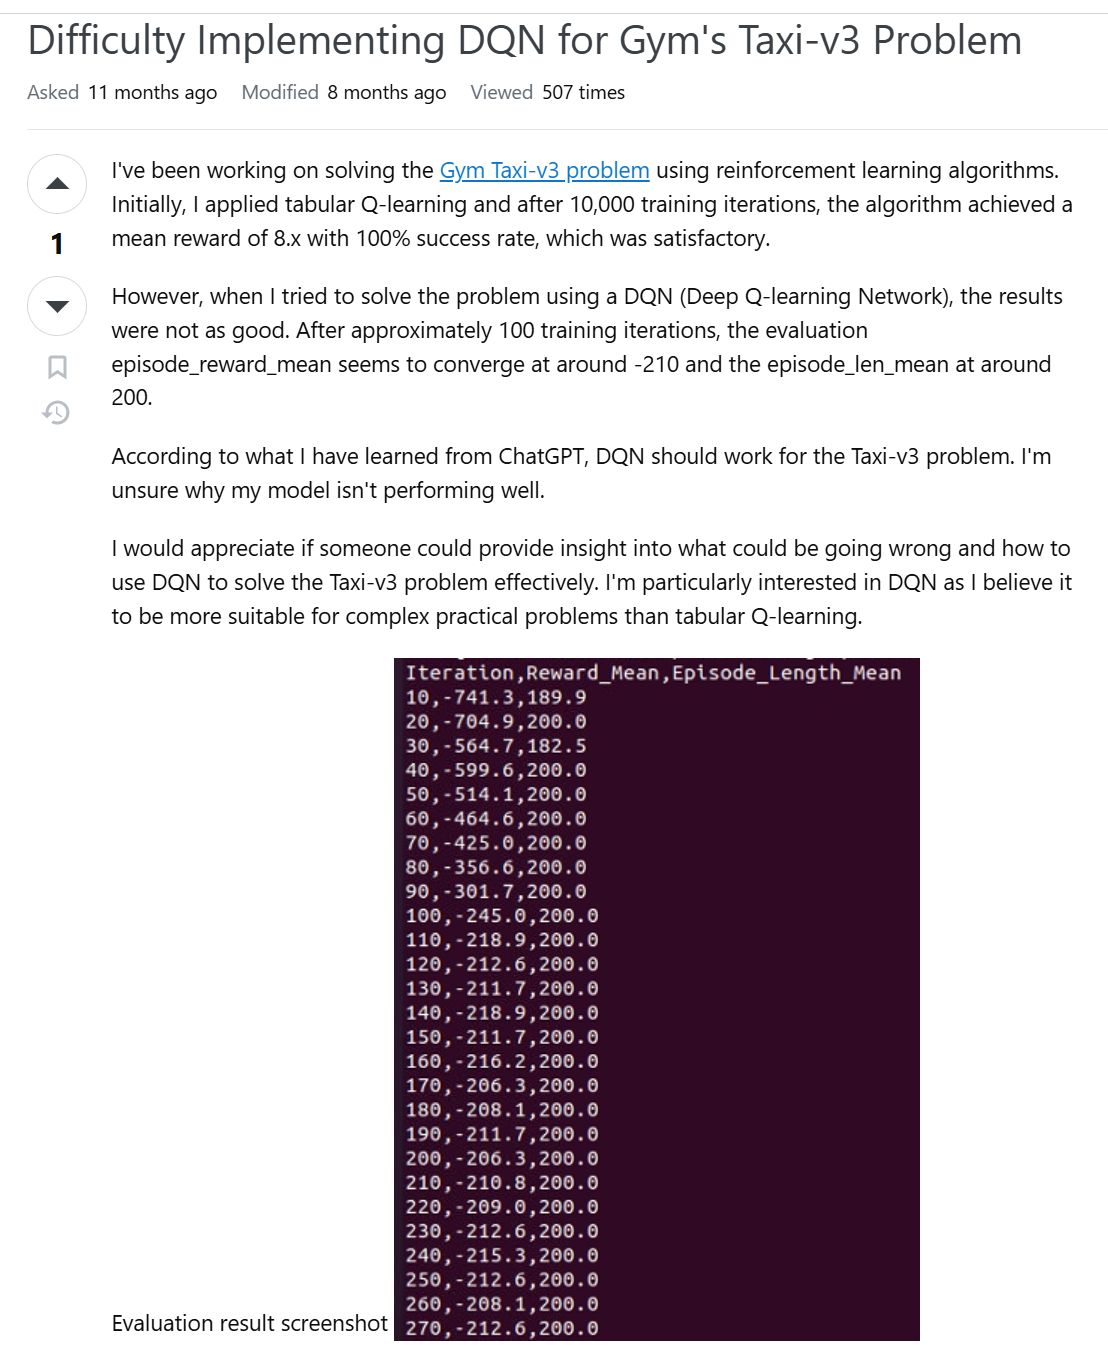 Difficulty Implementing DQN for Gym's Taxi-v3 Problem
Asked 11 months ago Modified 8 months ago Viewed 507 times
1
I've been working on solving the Gym Taxi-v3 problem using reinforcement learning algorithms.
Initially, I applied tabular Q-learning and after 10,000 training iterations, the algorithm achieved a
mean reward of 8.x with 100% success rate, which was satisfactory.
However, when I tried to solve the problem using a DQN (Deep Q-learning Network), the results
were not as good. After approximately 100 training iterations, the evaluation
episode_reward_mean seems to converge at around -210 and the episode_len_mean at around
200.
According to what I have learned from ChatGPT, DQN should work for the Taxi-v3 problem. I'm
unsure why my model isn't performing well.
I would appreciate if someone could provide insight into what could be going wrong and how to
use DQN to solve the Taxi-v3 problem effectively. I'm particularly interested in DQN as I believe it
to be more suitable for complex practical problems than tabular Q-learning.
Iteration,Reward_Mean,Episode_Length_Mean
10,-741.3,189.9
20,-704.9,200.0
30,-564.7,182.5
40,-599.6,200.0
50,-514.1,200.0
60,-464.6,200.0
70,-425.0,200.0
80,-356.6,200.0
90,-301.7,200.0
100,-245.0,200.0
110,-218.9,200.0
120,-212.6,200.0
130,-211.7,200.0
140,-218.9,200.0
150,-211.7,200.0
160,-216.2,200.0
170,-206.3,200.0
180,-208.1,200.0
190,-211.7,200.0
200,-206.3,200.0
210,-210.8,200.0
220,-209.0,200.0
230,-212.6,200.0
240,-215.3,200.0
250,-212.6,200.0
260,-208.1,200.0
270,-212.6,200.0
Evaluation result screenshot